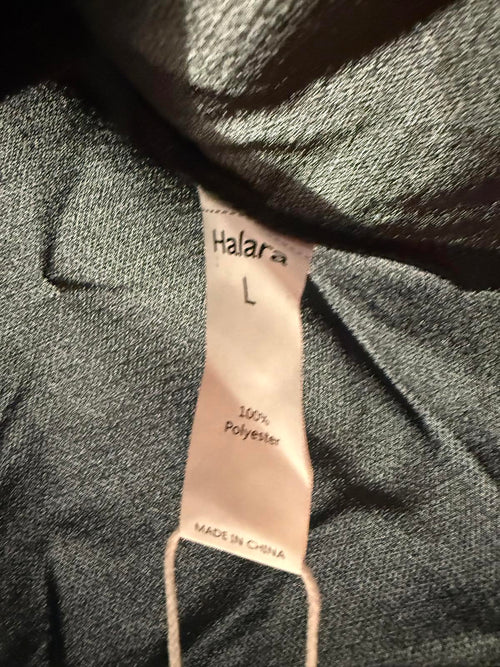 Halara
L
100%
Polyester
MADE IN CHINA